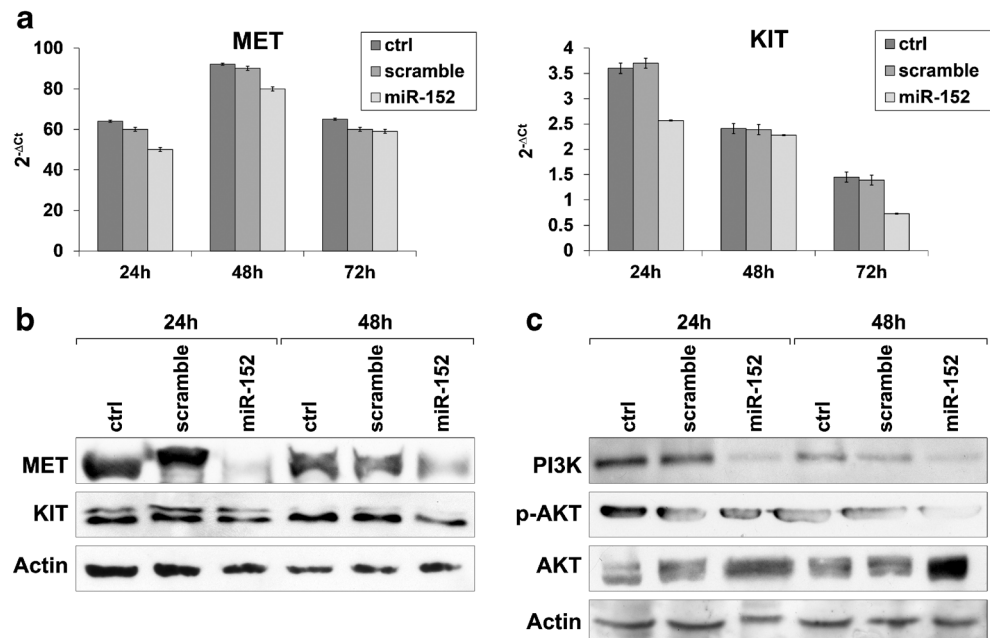 a
MET
100
80
60
40
20
0
2-ΔCt
ctrl
scramble
miR-152
24h 48h 72h
KIT
4
3.5
3
2.5
2
1.5
1
0.5
0
2-ΔCt
ctrl
scramble
miR-152
24h 48h 72h
b
24h 48h
ctrl scramble miR-152 ctrl scramble miR-152
MET
KIT
Actin
c
24h 48h
ctrl scramble miR-152 ctrl scramble miR-152
PI3K
p-AKT
AKT
Actin